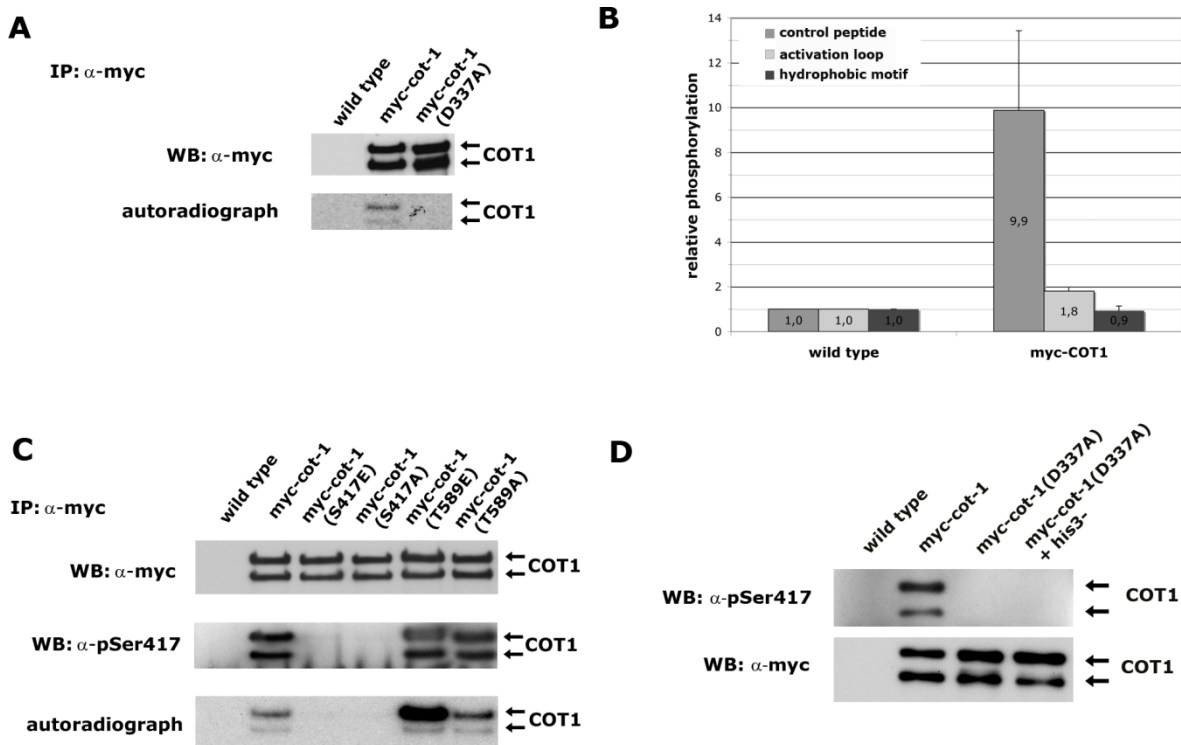 A
IP: α-myc
wild type
myc-cot-1
myc-cot-1
(D337A)
WB: α-myc
COT1
autoradiograph
COT1
B
relative phosphorylation
14
12
10
8
6
4
2
0
control peptide
activation loop
hydrophobic motif
1,0
1,0
1,0
9,9
1,8
0,9
wild type
myc-COT1
C
IP: α-myc
wild type
myc-cot-1
myc-cot-1
(S417E)
myc-cot-1
(S417A)
myc-cot-1
(T589E)
myc-cot-1
(T589A)
WB: α-myc
COT1
WB: α-pSer417
COT1
autoradiograph
COT1
D
wild type
myc-cot-1
myc-cot-1(D337A)
myc-cot-1(D337A)
+ his3-
WB: α-pSer417
COT1
WB: α-myc
COT1